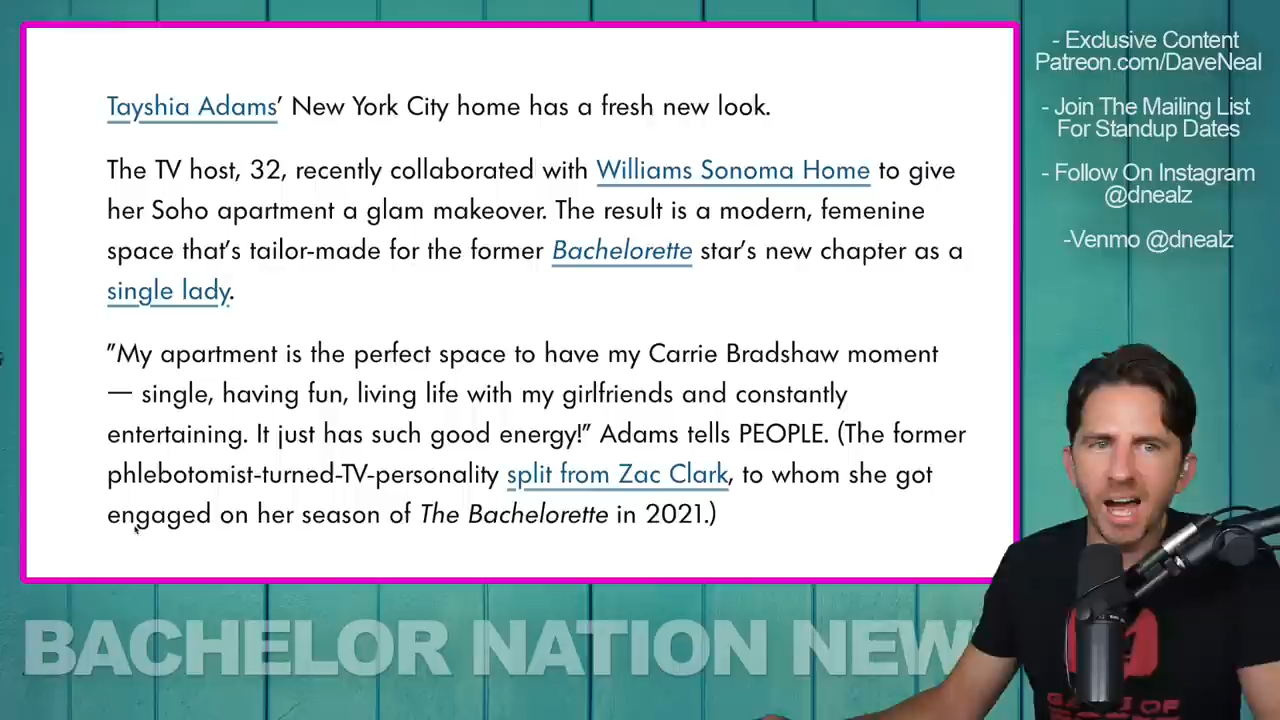 Tayshia Adams’ New York City home has a fresh new look.
The TV host, 32, recently collaborated with Williams Sonoma Home to give
her Soho apartment a glam makeover. The result is a modern, femenine
space that's tailor-made for the former Bachelorette star's new chapter as a
single lady.
"My apartment is the perfect space to have my Carrie Bradshaw moment
— single, having fun, living life with my girlfriends and constantly
entertaining. It just has such good energy!" Adams tells PEOPLE. (The former
phlebotomist-turned-TV-personality split from Zac Clark, to whom she got
engaged on her season of The Bachelorette in 2021.)
- Exclusive Content
Patreon.com/DaveNeal
- Join The Mailing List
For Standup Dates
- Follow On Instagram
@dnealz
-Venmo @dnealz
BACHELOR NATION NEW
OF